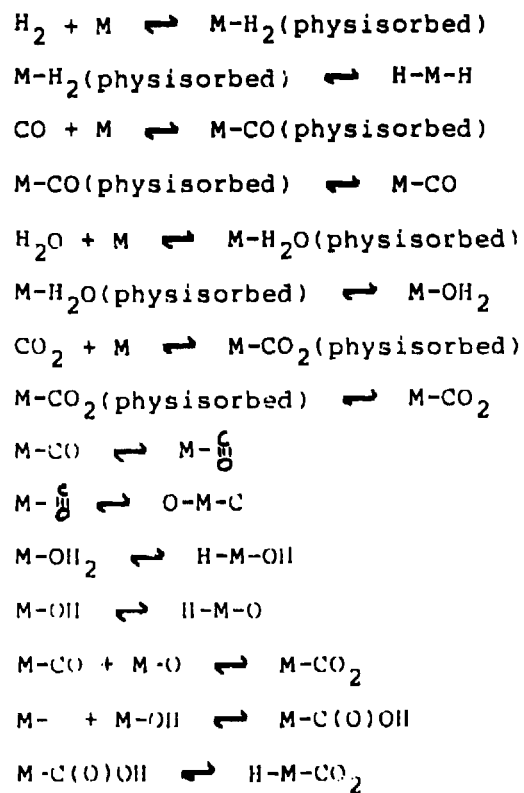 H₂ + M ⇌ M-H₂(physisorbed)
M-H₂(physisorbed) ⇌ H-M-H
CO + M ⇌ M-CO(physisorbed)
M-CO(physisorbed) ⇌ M-CO
H₂O + M ⇌ M-H₂O(physisorbed)
M-H₂O(physisorbed) ⇌ M-OH₂
CO₂ + M ⇌ M-CO₂(physisorbed)
M-CO₂(physisorbed) ⇌ M-CO₂
M-CO ⇌ M-C≡O
M-C≡O ⇌ O-M-C
M-OH₂ ⇌ H-M-OH
M-OH ⇌ H-M-O
M-CO + M-O ⇌ M-CO₂
M- + M-OH ⇌ M-C(O)OH
M-C(O)OH ⇌ H-M-CO₂